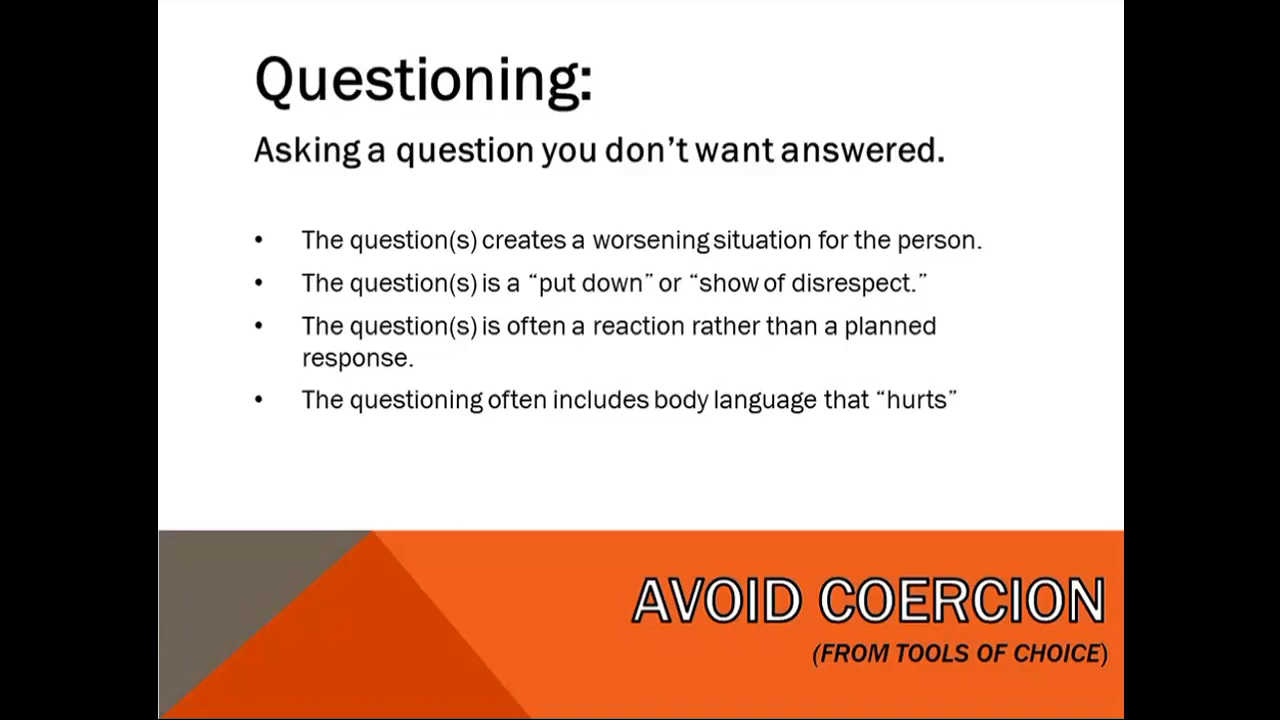 Questioning:
Asking a question you don’t want answered.
• The question(s) creates a worsening situation for the person.
• The question(s) is a “put down” or “show of disrespect.”
• The question(s) is often a reaction rather than a planned
response.
• The questioning often includes body language that “hurts”
AVOID COERCION
(FROM TOOLS OF CHOICE)